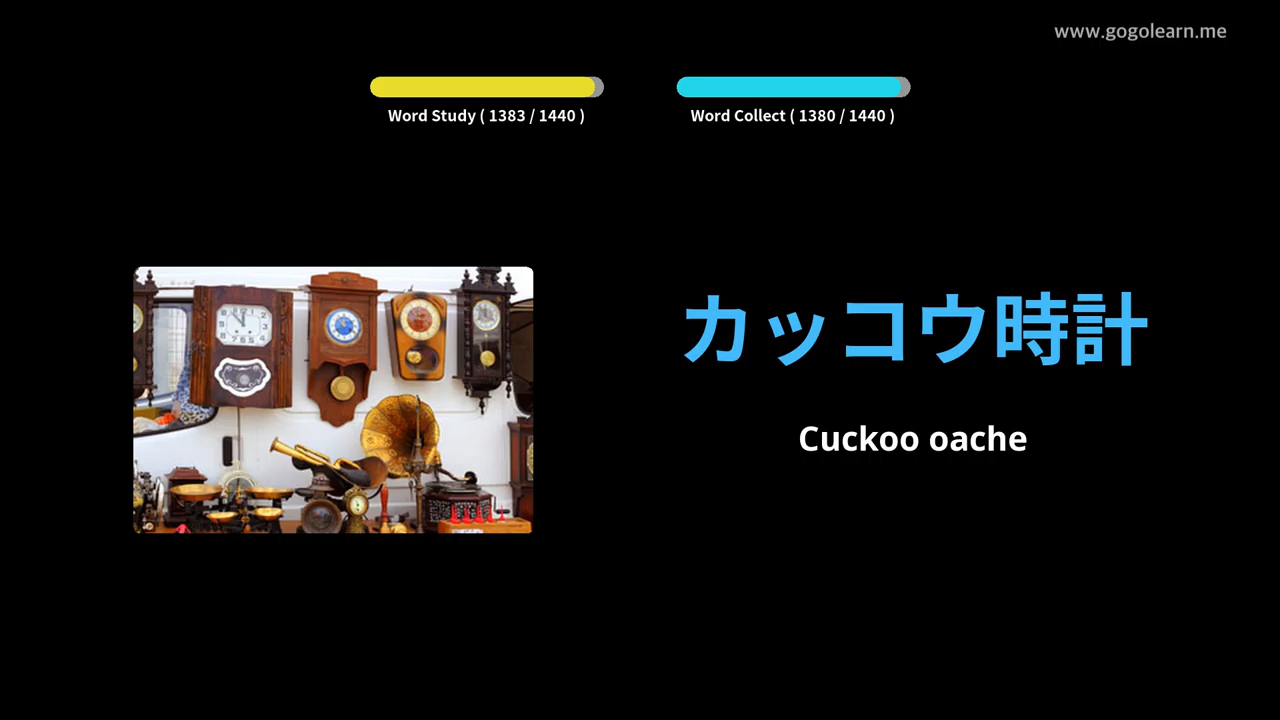 www.gogolearn.me
Word Study ( 1383 / 1440 )
Word Collect ( 1380 / 1440 )
カッコウ時計
Cuckoo oache